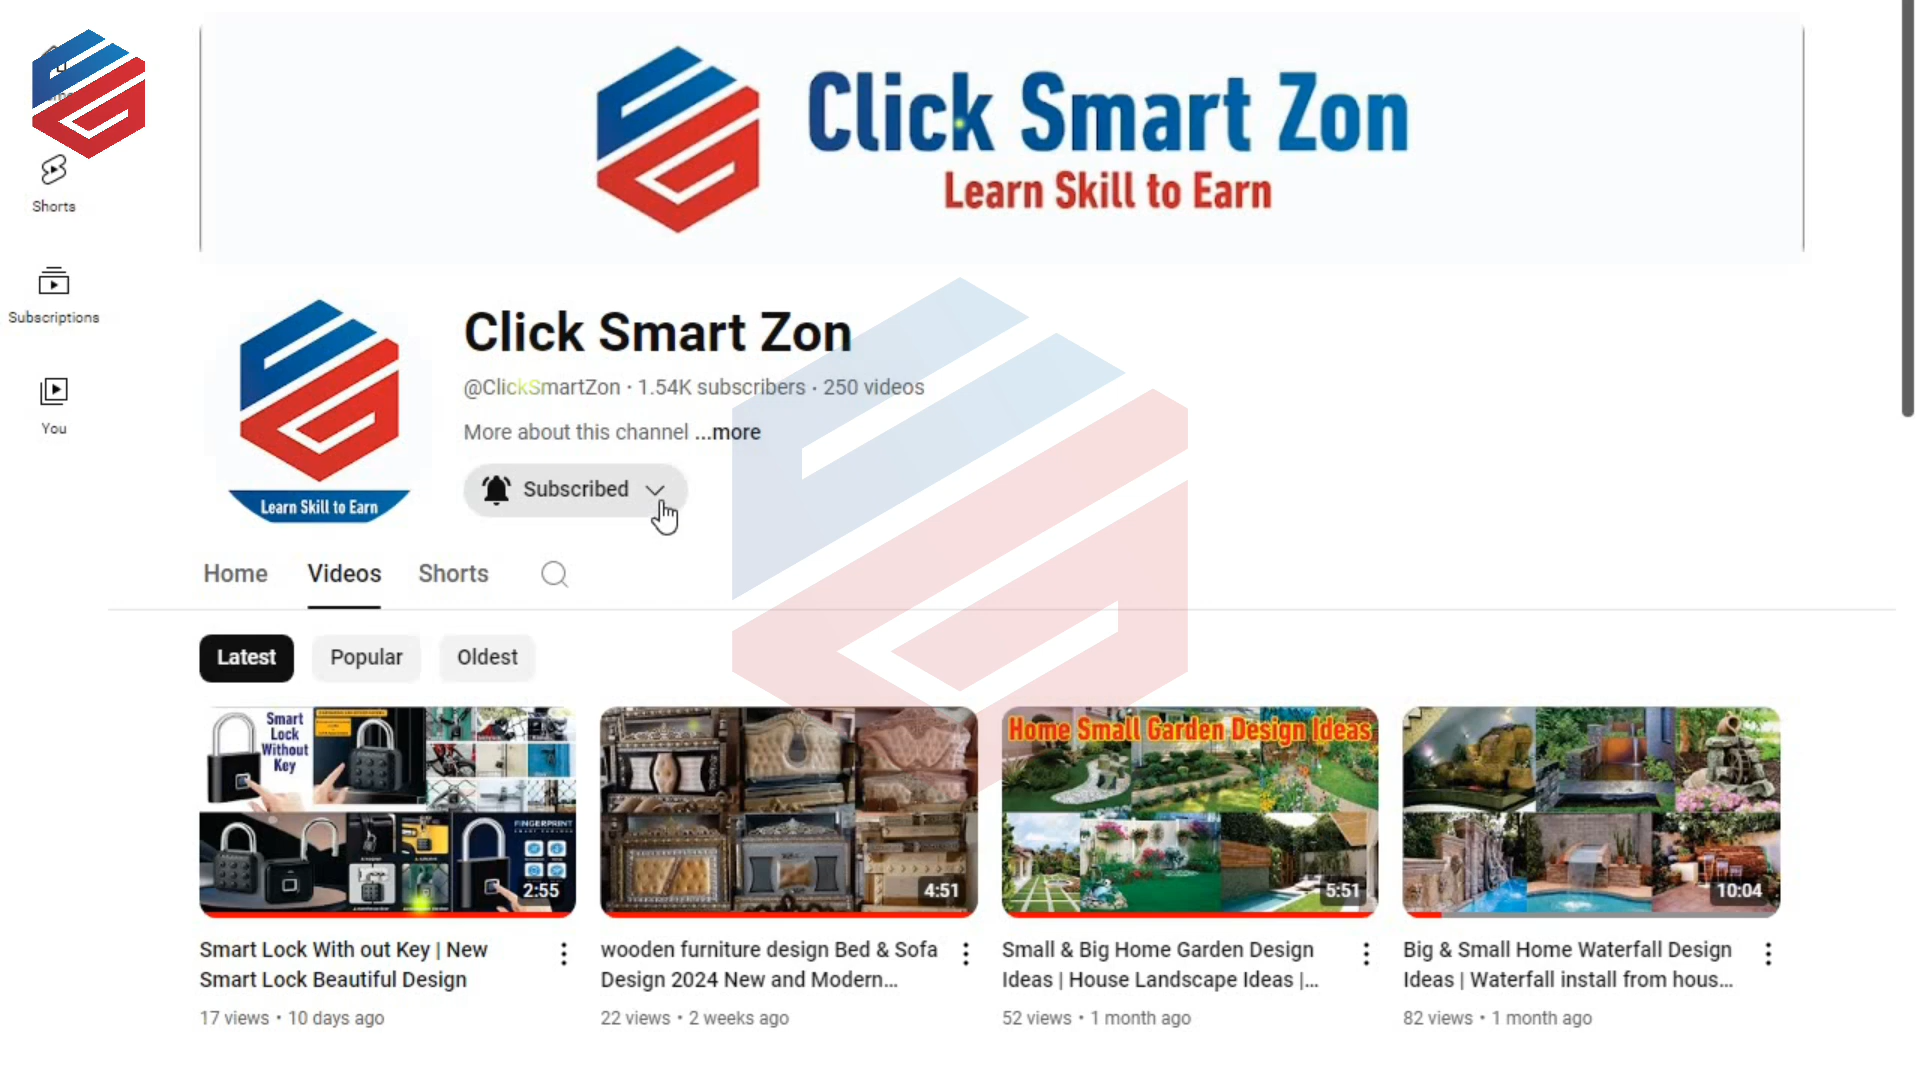 Click Smart Zon
Learn Skill to Earn
Shorts
Subscriptions
You
Learn Skill to Earn
Click Smart Zon
@ClickSmartZon • 1.54K subscribers • 250 videos
More about this channel ...more
Subscribed
Home Videos Shorts
Latest Popular Oldest
Smart
Lock
Without
Key
FINGERPRINT
2:55
4:51
Home Small Garden Design Ideas
5:51
10:04
Smart Lock With out Key | New
Smart Lock Beautiful Design
17 views • 10 days ago
wooden furniture design Bed & Sofa
Design 2024 New and Modern...
22 views • 2 weeks ago
Small & Big Home Garden Design
Ideas | House Landscape Ideas |...
52 views • 1 month ago
Big & Small Home Waterfall Design
Ideas | Waterfall install from hous...
82 views • 1 month ago